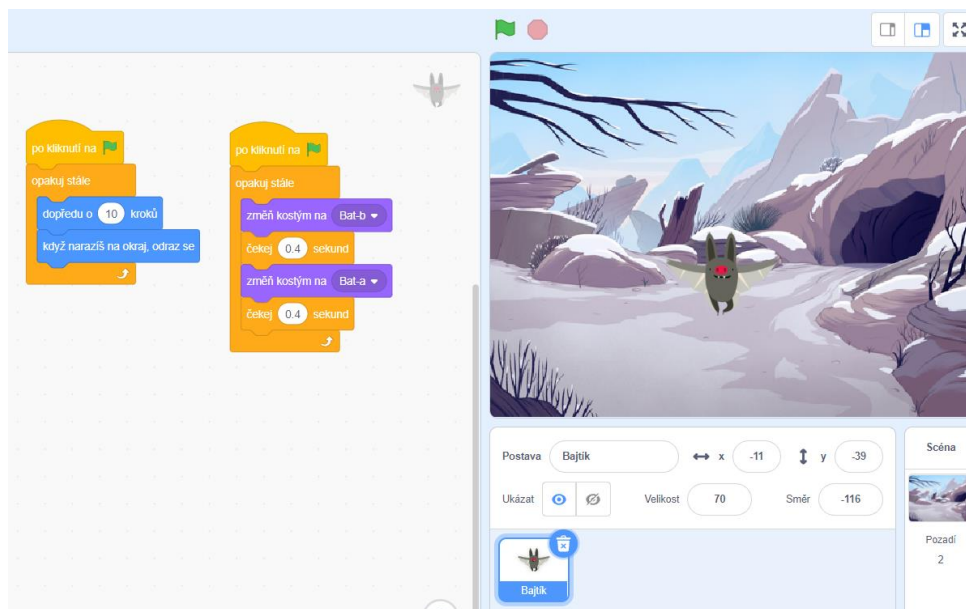 po kliknutí na
opakuj stále
dopředu o 10 kroků
když narazíš na okraj, odraz se
po kliknutí na
opakuj stále
změň kostým na Bat-b
čekej 0.4 sekund
změň kostým na Bat-a
čekej 0.4 sekund
Postava Bajtík x -11 y -39
Ukázat Velikost 70 Směr -116
Bajtík
Scéna
Pozadí
2